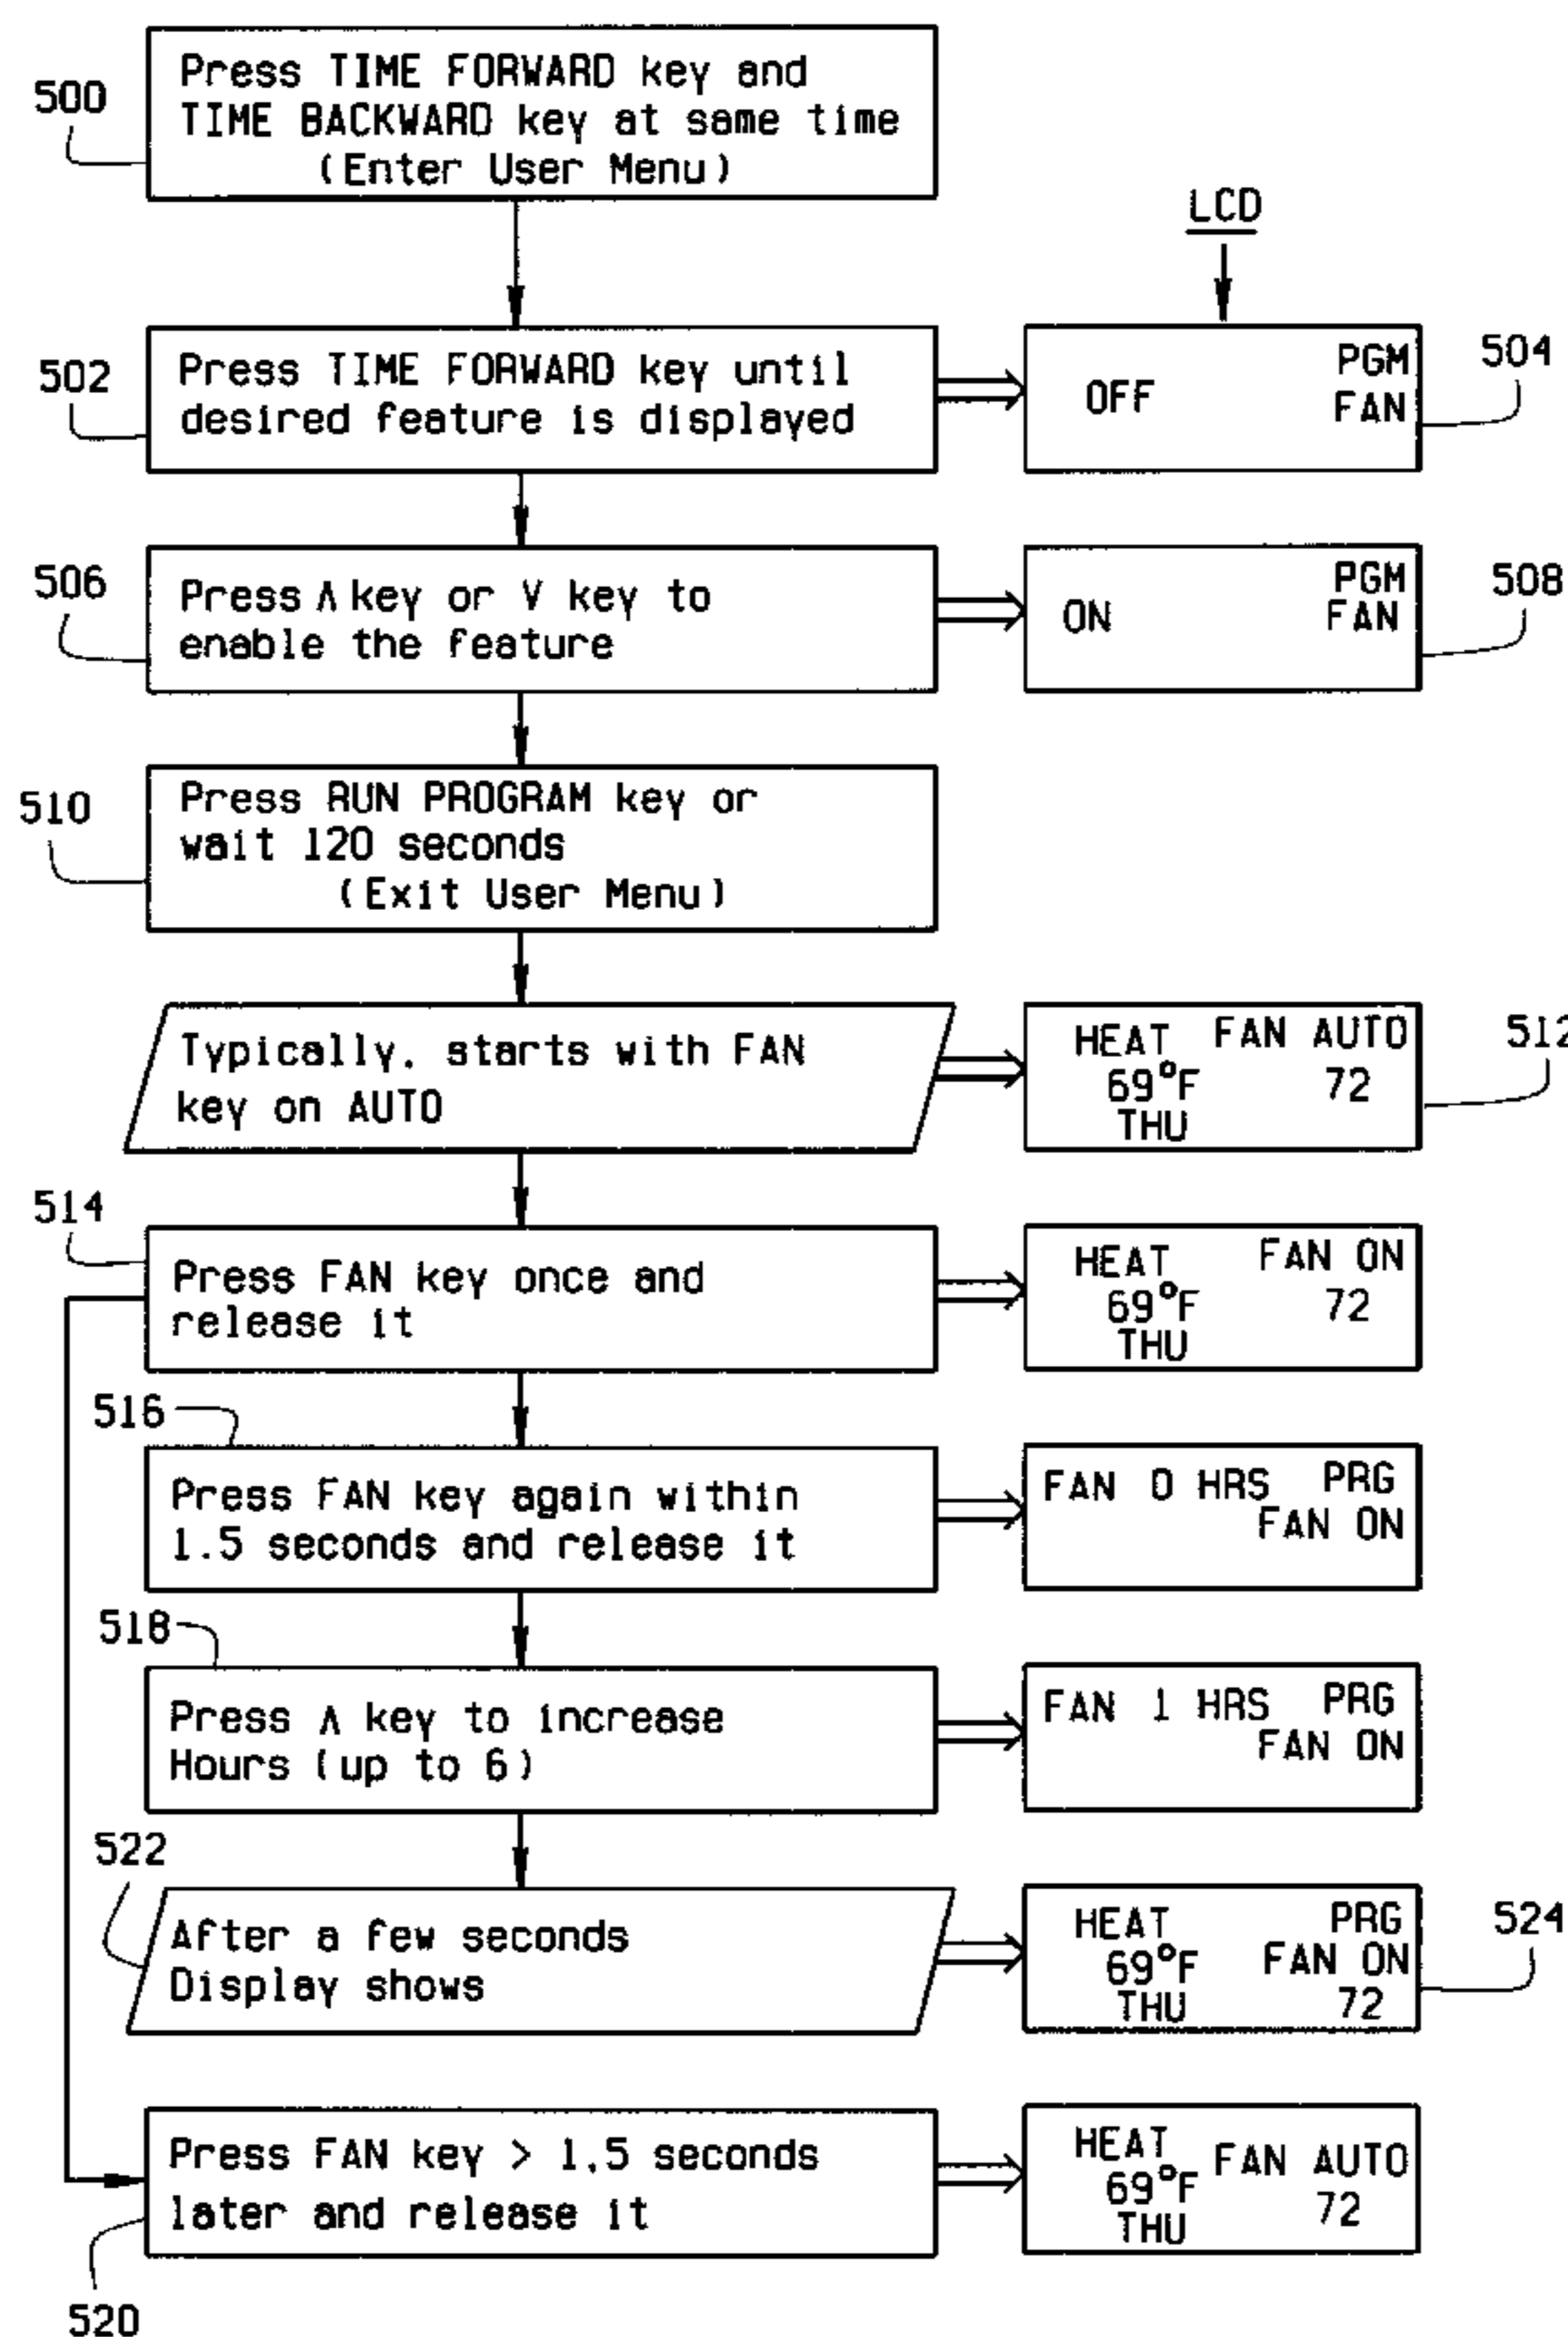 Press TIME FORWARD key and
TIME BACKWARD key at same time
(Enter User Menu)
500
LCD
Press TIME FORWARD key until
desired feature is displayed
502
OFF
PGM
FAN
504
Press Λ key or V key to
enable the feature
506
ON
PGM
FAN
508
Press RUN PROGRAM key or
wait 120 seconds
(Exit User Menu)
510
Typically, starts with FAN
key on AUTO
HEAT FAN AUTO
69°F 72
THU
512
514
Press FAN key once and
release it
HEAT FAN ON
69°F 72
THU
516
Press FAN key again within
1.5 seconds and release it
FAN 0 HRS PRG
FAN ON
518
Press Λ key to increase
Hours (up to 6)
FAN 1 HRS PRG
FAN ON
522
After a few seconds
Display shows
HEAT PRG
69°F FAN ON
THU 72
524
Press FAN key > 1.5 seconds
later and release it
HEAT FAN AUTO
69°F 72
THU
520